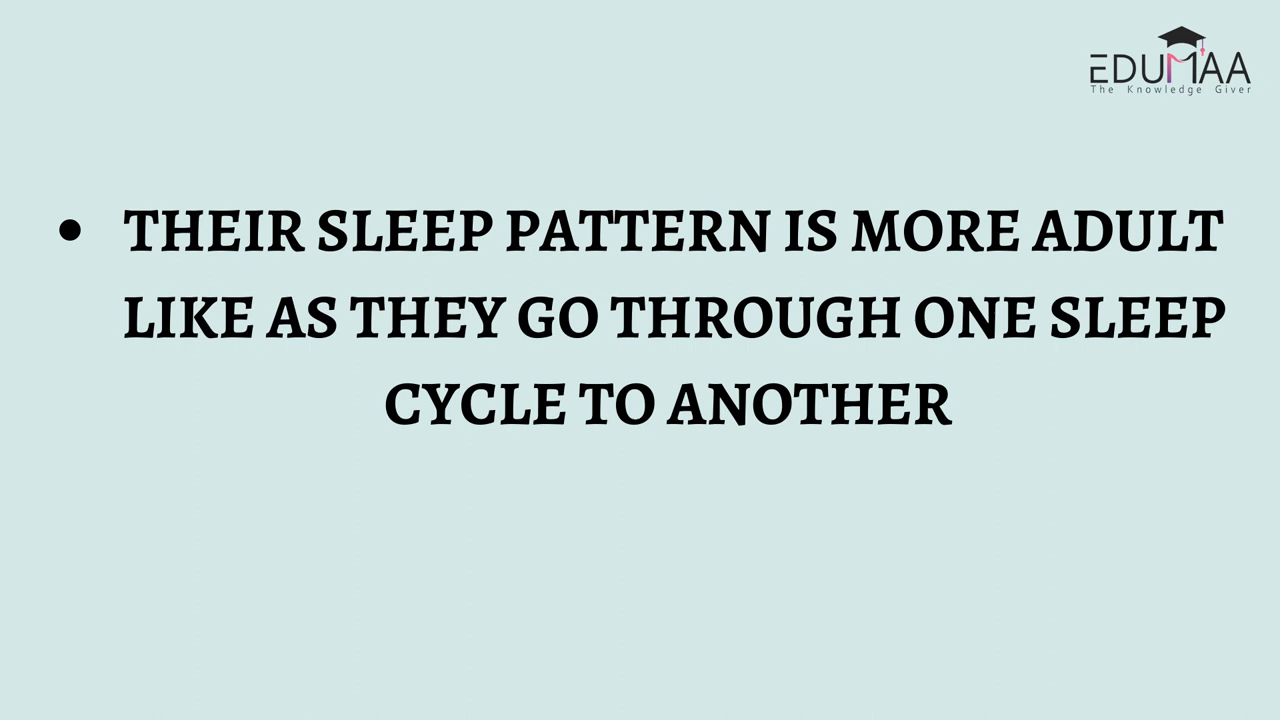 EDUMAA
The Knowledge Giver
• THEIR SLEEP PATTERN IS MORE ADULT
LIKE AS THEY GO THROUGH ONE SLEEP
CYCLE TO ANOTHER